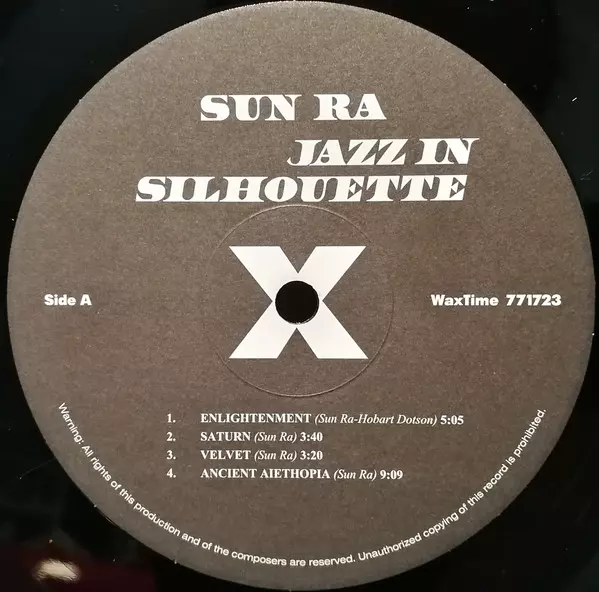 SUN RA
JAZZ IN
SILHOUETTE
X
Side A
WaxTime 771723
1. ENLIGHTENMENT (Sun Ra-Hobart Dotson) 5:05
2. SATURN (Sun Ra) 3:40
3. VELVET (Sun Ra) 3:20
4. ANCIENT AIETHOPIA (Sun Ra) 9:09
Warning: All rights of this production and of the composers are reserved. Unauthorized copying of this record is prohibited.